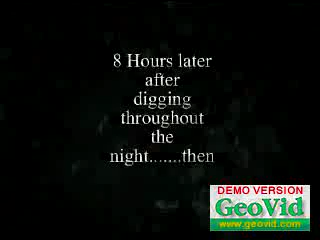 8 Hours later
after
digging
throughout
the
night.......then
DEMO VERSION
GeoVid
www.geovid.com